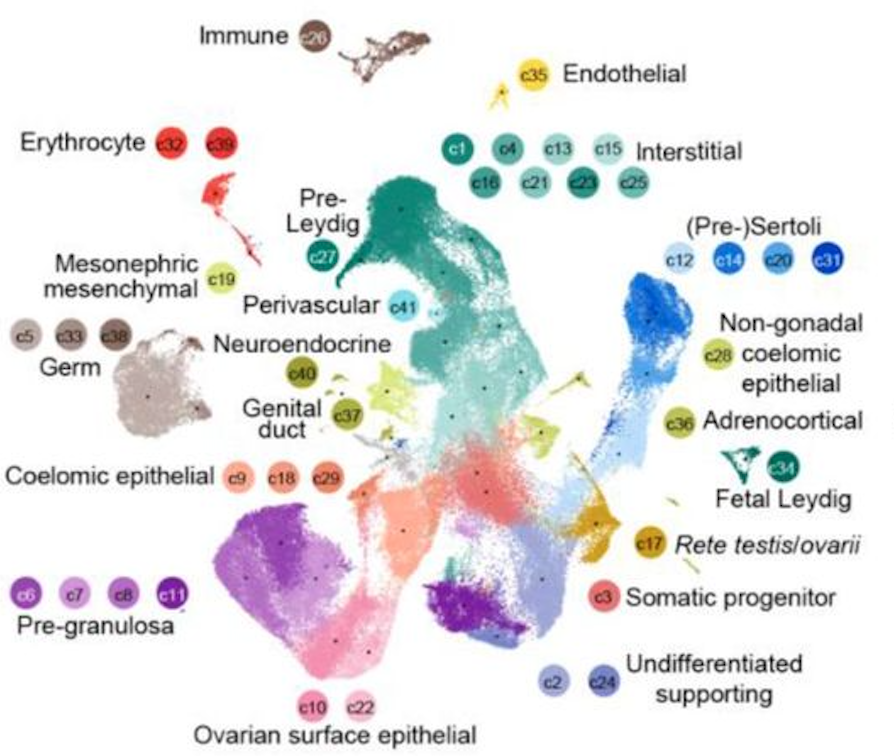 Immune c26
c35 Endothelial
Erythrocyte c32 c39
c1 c4 c13 c15 Interstitial
c16 c21 c23 c25
Pre-
Leydig
c27
(Pre-)Sertoli
c12 c14 c20 c31
Mesonephric
mesenchymal c19
Perivascular c41
c5 c33 c38
Germ
Neuroendocrine
c40
Non-gonadal
c28 coelomic
epithelial
Genital
duct c37
c36 Adrenocortical
Coelomic epithelial c9 c18 c29
c34
Fetal Leydig
c17 Rete testis/ovarii
c6 c7 c8 c11
Pre-granulosa
c3 Somatic progenitor
c2 c24 Undifferentiated
supporting
c10 c22
Ovarian surface epithelial